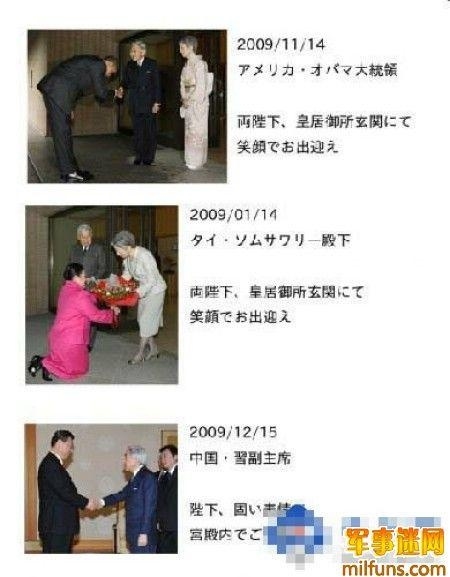 2009/11/14
アメリカ・オバマ大統領
両陛下、皇居御所玄関にて
笑顔でお出迎え
2009/01/14
タイ・ソムサワリー殿下
両陛下、皇居御所玄関にて
笑顔でお出迎え
2009/12/15
中国・習副主席
陛下、固い表情
宮殿内でご
军事迷网
milfuns.com